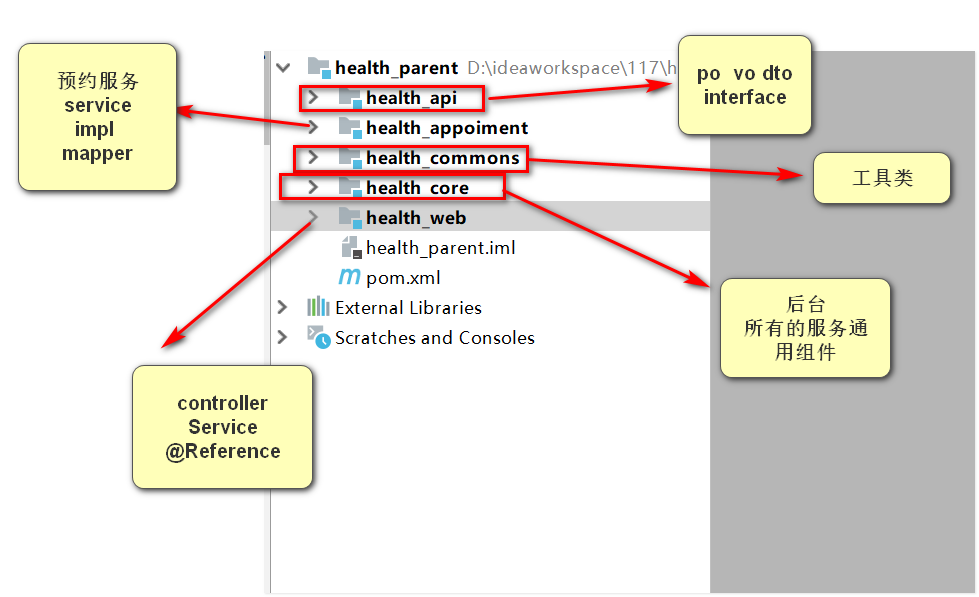 预约服务
service
impl
mapper
health_parent D:\ideaworkspace\117\h
health_api
health_appoiment
health_commons
health_core
health_web
health_parent.iml
pom.xml
External Libraries
Scratches and Consoles
po vo dto
interface
工具类
后台
所有的服务通
用组件
controller
Service
@Reference